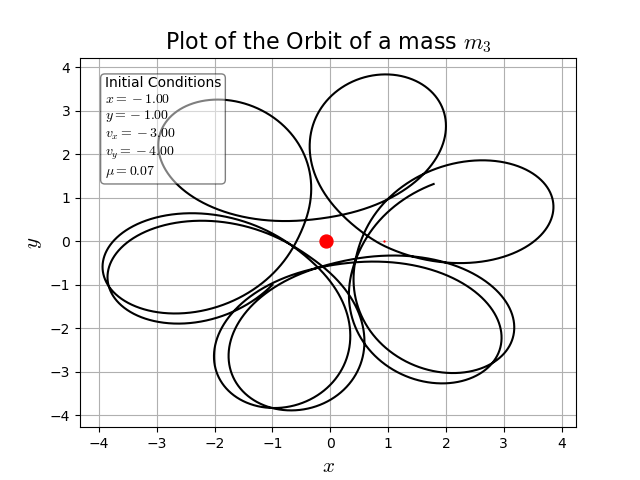 Plot of the Orbit of a mass m₃
Initial Conditions
x = −1.00
y = −1.00
vₓ = −3.00
v_y = −4.00
μ = 0.07
4
3
2
1
0
−1
−2
−3
−4
y
−4 −3 −2 −1 0 1 2 3 4
x